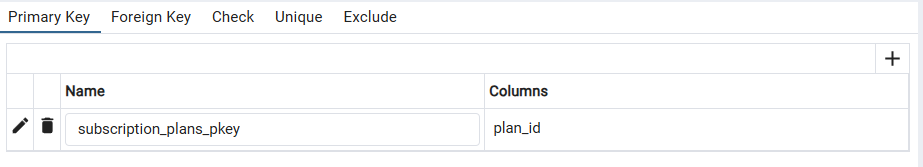 Primary Key Foreign Key Check Unique Exclude
Name Columns
subscription_plans_pkey plan_id